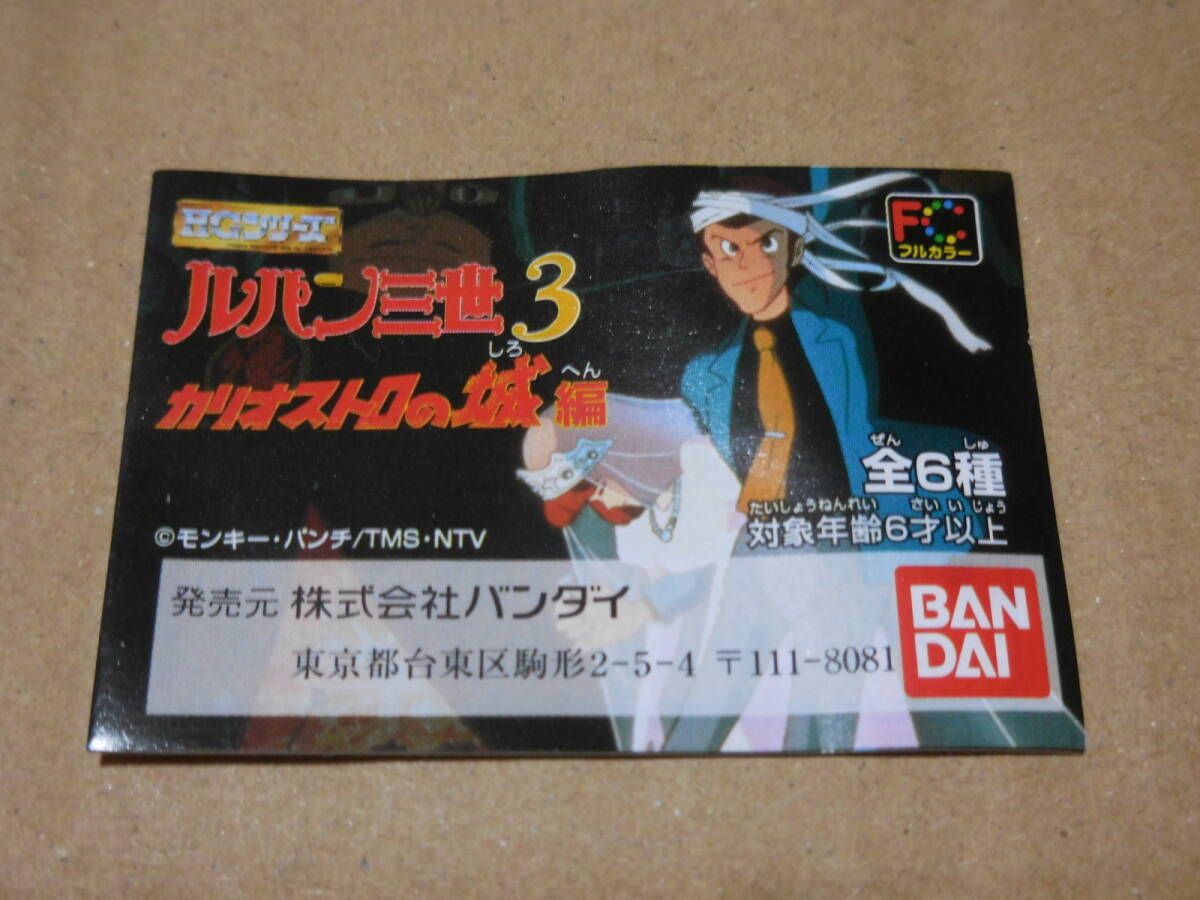 HGシリーズ
FC
フルカラー
ルパン三世3
しろ へん
カリオストロの城編
ぜん しゅ
全6種
たいしょうねんれい さいいじょう
対象年齢6才以上
©モンキー・パンチ/TMS・NTV
発売元 株式会社バンダイ
東京都台東区駒形2-5-4 〒111-8081
BAN
DAI